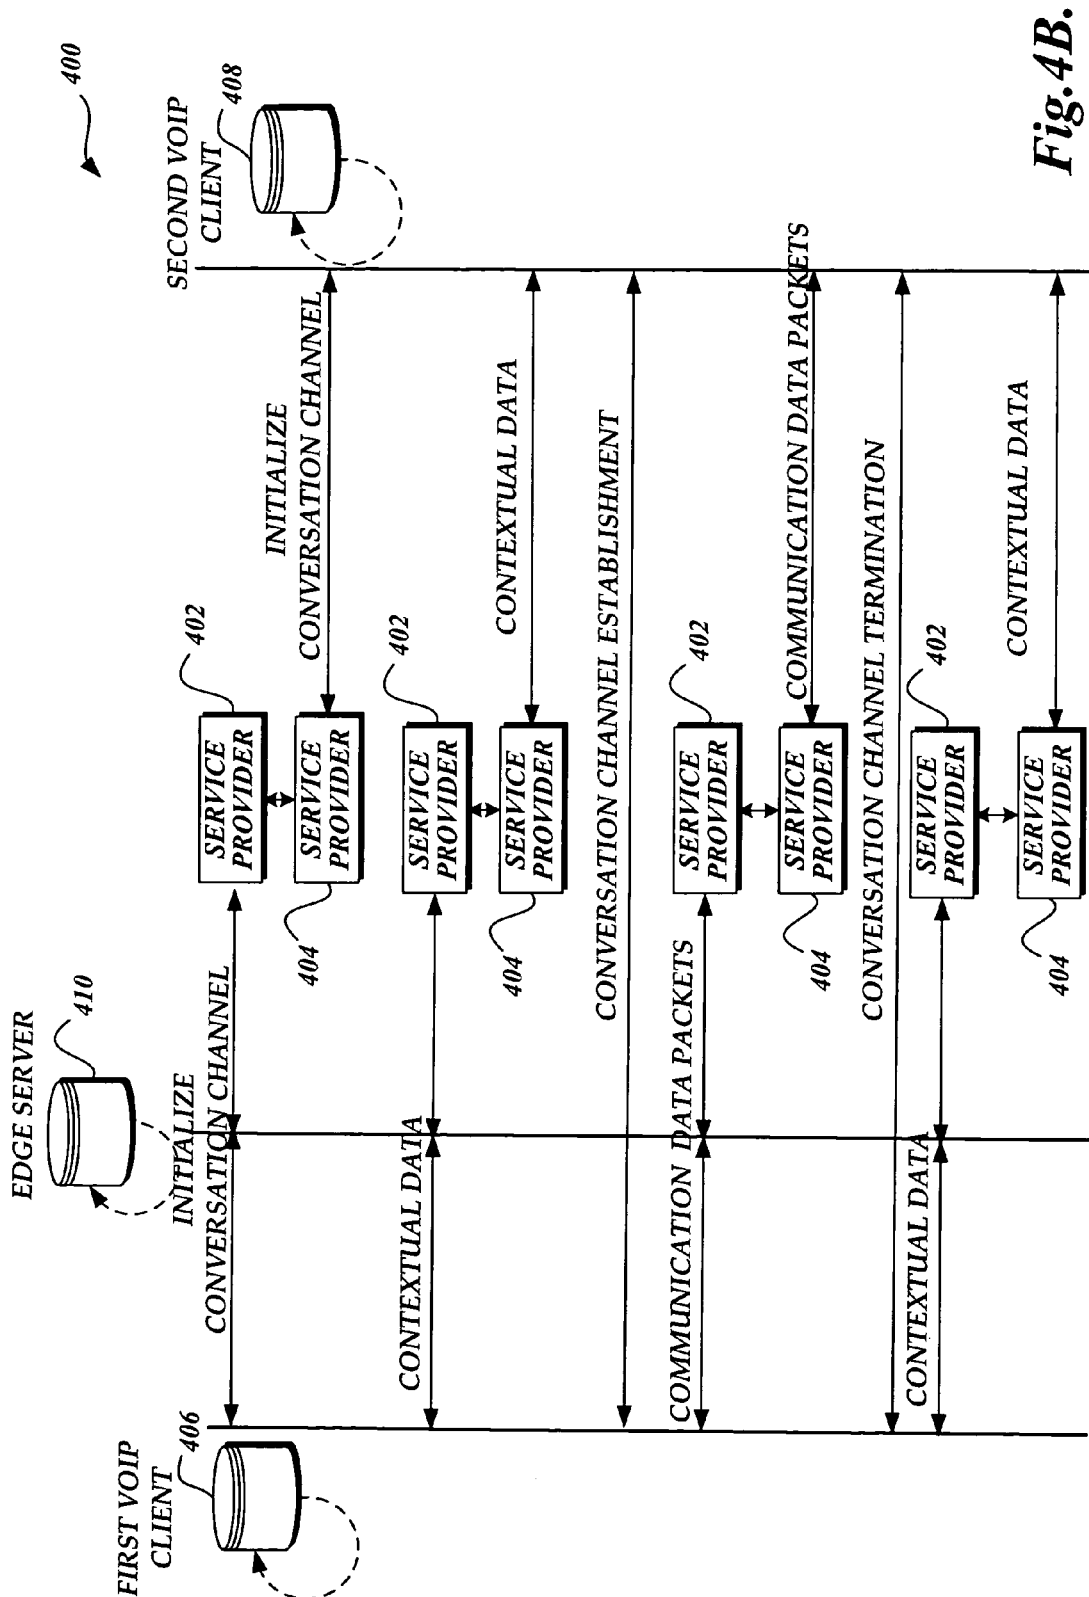 400
EDGE SERVER
410
FIRST VOIP
CLIENT
406
SECOND VOIP
CLIENT
408
INITIALIZE
CONVERSATION CHANNEL
SERVICE
PROVIDER
402
SERVICE
PROVIDER
404
INITIALIZE
CONVERSATION CHANNEL
CONTEXTUAL DATA
SERVICE
PROVIDER
402
SERVICE
PROVIDER
404
CONTEXTUAL DATA
CONVERSATION CHANNEL ESTABLISHMENT
COMMUNICATION DATA PACKETS
SERVICE
PROVIDER
402
SERVICE
PROVIDER
404
COMMUNICATION DATA PACKETS
CONVERSATION CHANNEL TERMINATION
CONTEXTUAL DATA
SERVICE
PROVIDER
402
SERVICE
PROVIDER
404
CONTEXTUAL DATA
Fig.4B.